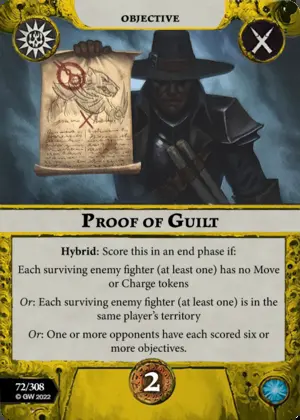 OBJECTIVE
PROOF OF GUILT
Hybrid: Score this in an end phase if:
Each surviving enemy fighter (at least one) has no Move
or Charge tokens
Or: Each surviving enemy fighter (at least one) is in the
same player's territory
Or: One or more opponents have each scored six or
more objectives.
72/308
© GW 2022
2